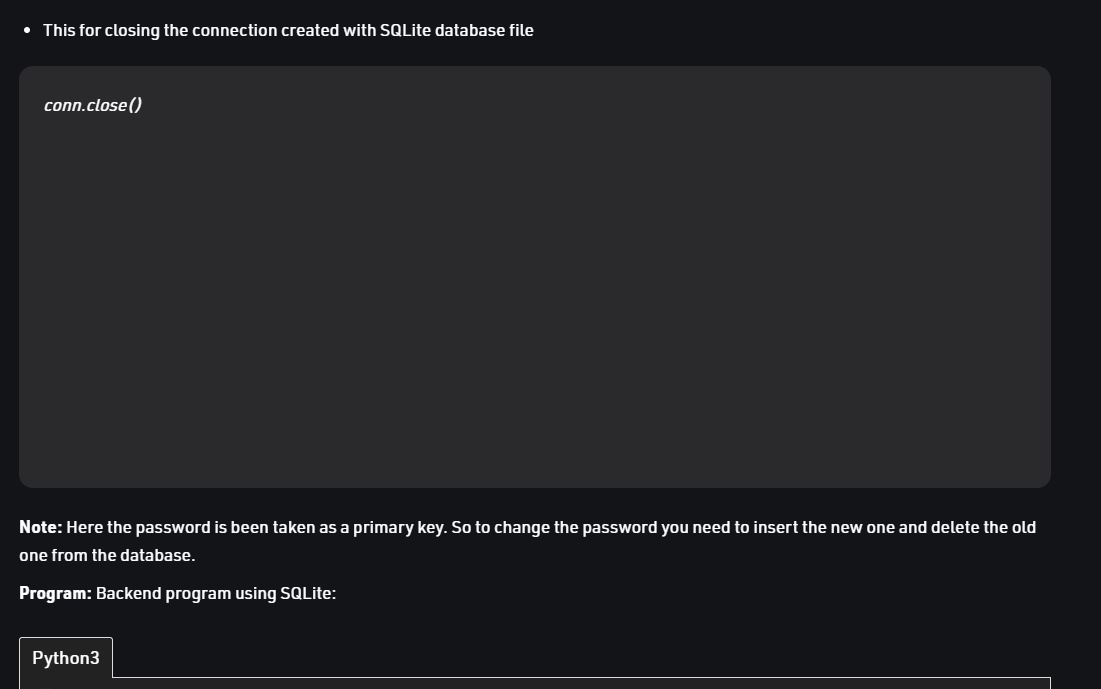 • This for closing the connection created with SQLite database file
conn.close()
Note: Here the password is been taken as a primary key. So to change the password you need to insert the new one and delete the old
one from the database.
Program: Backend program using SQLite:
Python3